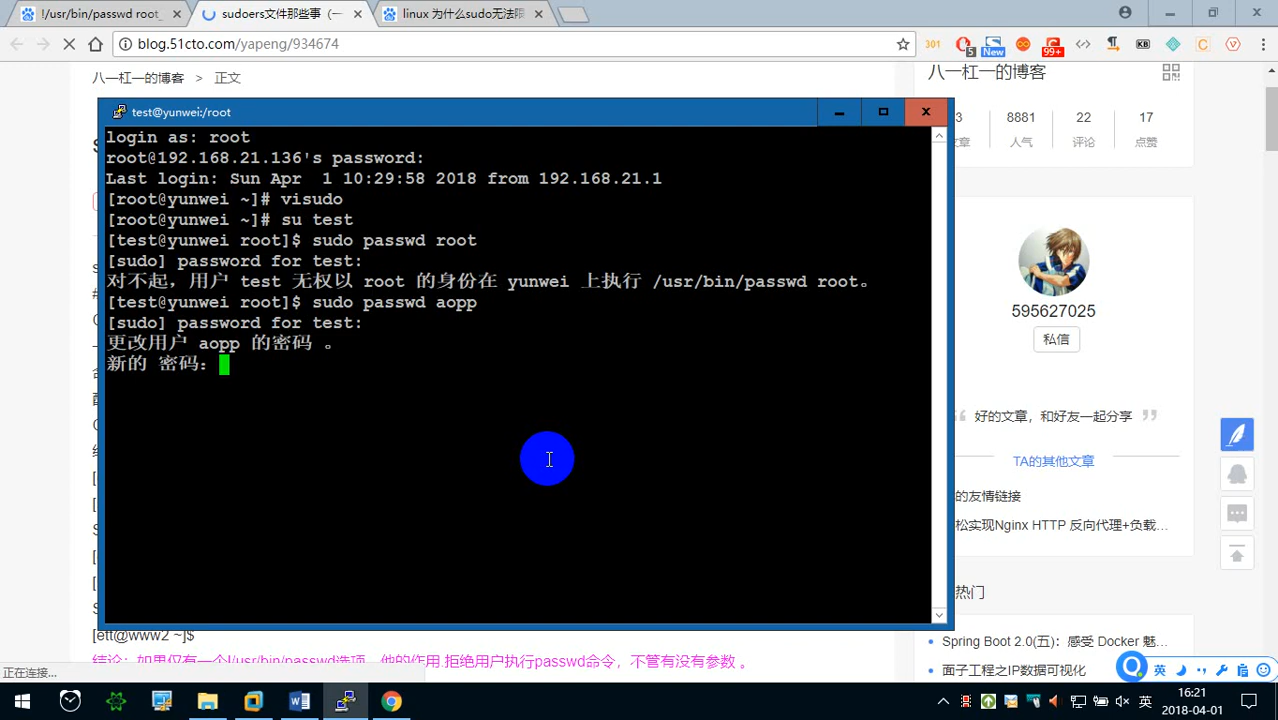 !/usr/bin/passwd root_
sudoers文件那些事（一
linux 为什么sudo无法限
blog.51cto.com/yapeng/934674
301
5
New
99+
KB
八一杠一的博客 > 正文
八一杠一的博客
test@yunwei:/root
login as: root
root@192.168.21.136's password:
Last login: Sun Apr  1 10:29:58 2018 from 192.168.21.1
[root@yunwei ~]# visudo
[root@yunwei ~]# su test
[test@yunwei root]$ sudo passwd root
[sudo] password for test:
对不起，用户 test 无权以 root 的身份在 yunwei 上执行 /usr/bin/passwd root。
[test@yunwei root]$ sudo passwd aopp
[sudo] password for test:
更改用户 aopp 的密码 。
新的 密码：
[ett@www2 ~]$
结论：如果仅有一个!/usr/bin/passwd选项，他的作用 拒绝用户执行passwd命令，不管有没有参数 。
正在连接...
3 8881 22 17
文章 人气 评论 点赞
595627025
私信
好的文章，和好友一起分享
TA的其他文章
的友情链接
松实现Nginx HTTP 反向代理+负载...
热门
Spring Boot 2.0(五)：感受 Docker 魅...
面子工程之IP数据可视化
英
英
16:21
2018-04-01